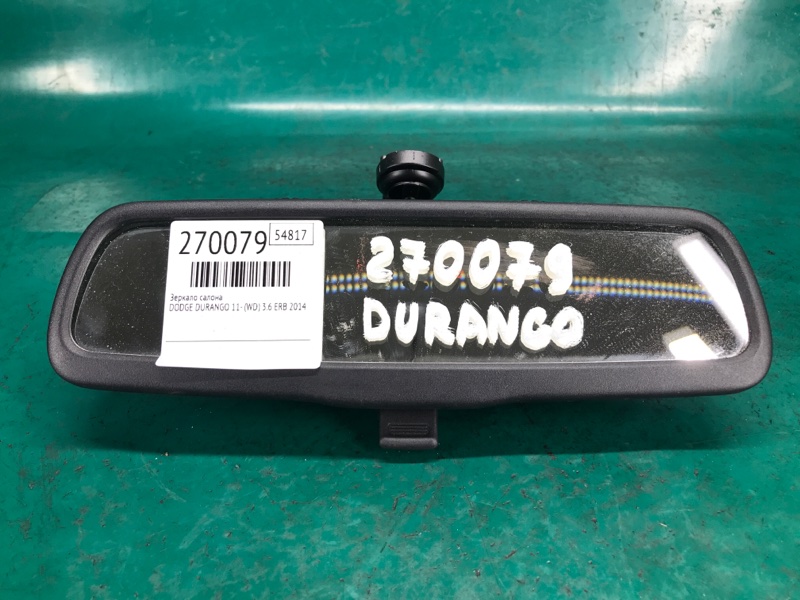 270079 54817
Зеркало салона
DODGE DURANGO 11- (WD) 3.6 ERB 2014
270079
DURANGO